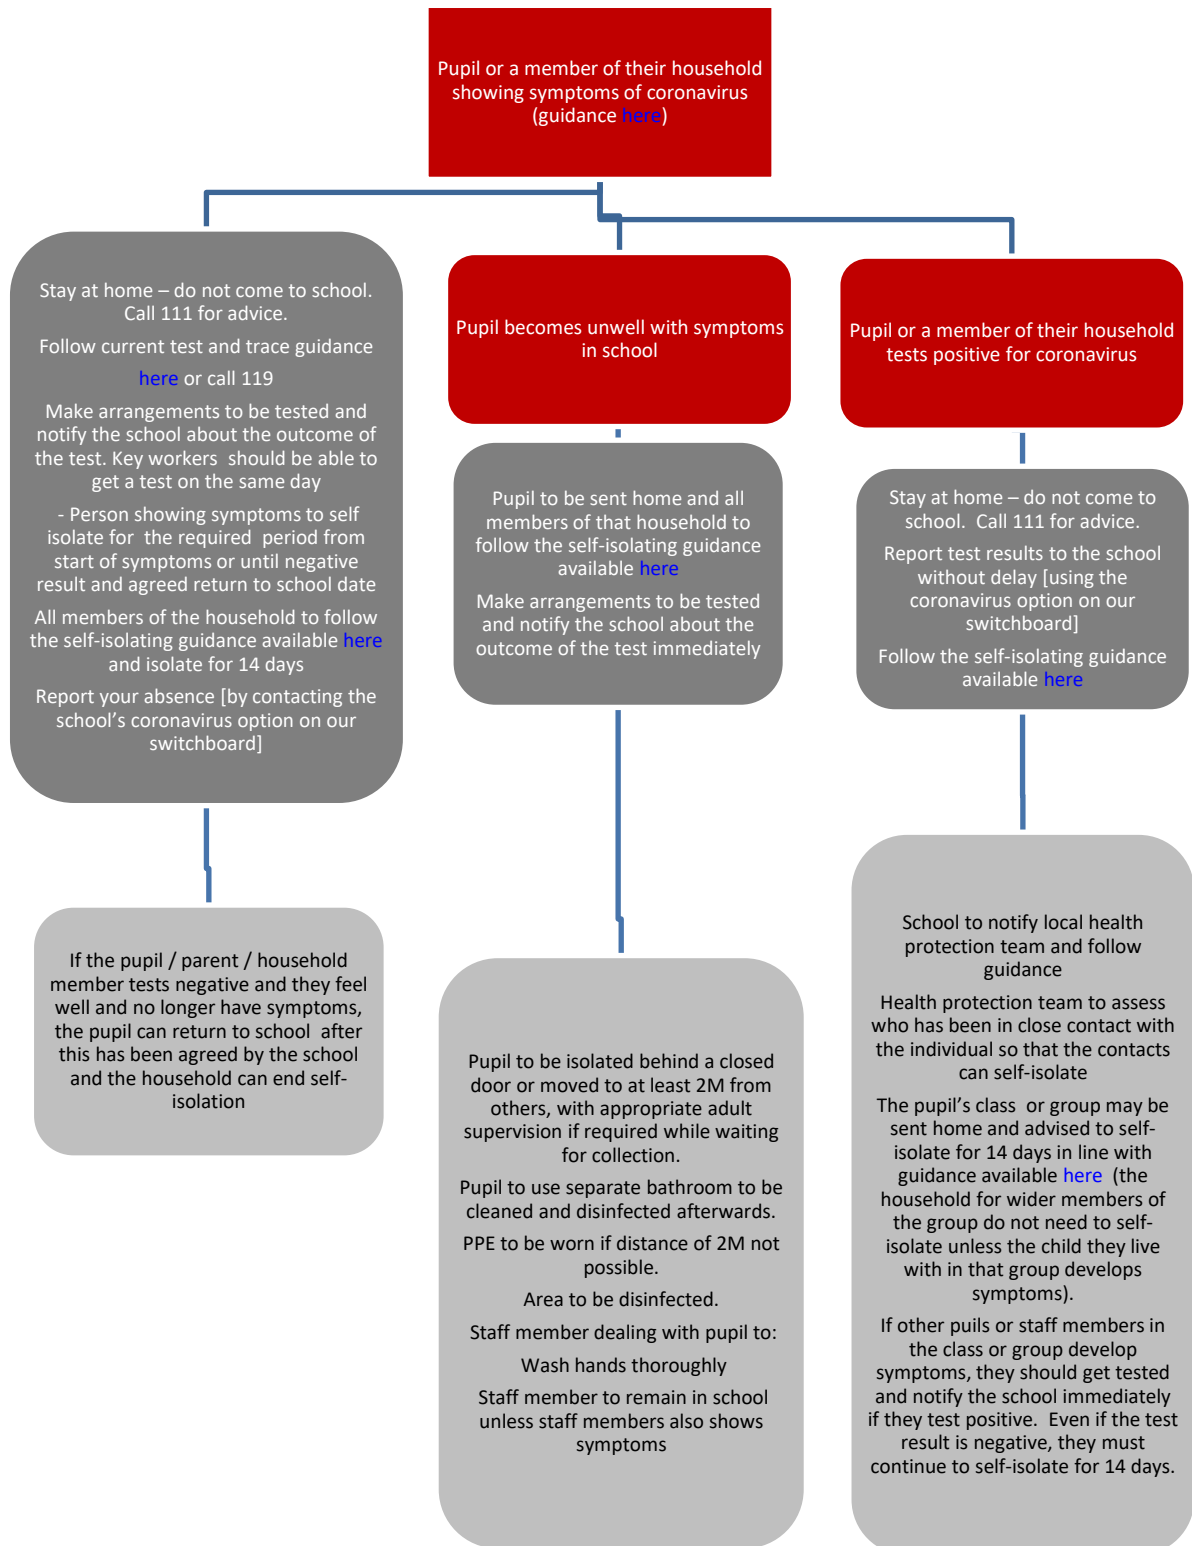 Pupil or a member of their household
showing symptoms of coronavirus
(guidance here)
Stay at home – do not come to school.
Call 111 for advice.
Follow current test and trace guidance
here or call 119
Make arrangements to be tested and
notify the school about the outcome of
the test. Key workers  should be able to
get a test on the same day
- Person showing symptoms to self
isolate for  the required  period from
start of symptoms or until negative
result and agreed return to school date
All members of the household to follow
the self-isolating guidance available here
and isolate for 14 days
Report your absence [by contacting the
school’s coronavirus option on our
switchboard]
If the pupil / parent / household
member tests negative and they feel
well and no longer have symptoms,
the pupil can return to school  after
this has been agreed by the school
and the household can end self-
isolation
Pupil becomes unwell with symptoms
in school
Pupil to be sent home and all
members of that household to
follow the self-isolating guidance
available here
Make arrangements to be tested
and notify the school about the
outcome of the test immediately
Pupil to be isolated behind a closed
door or moved to at least 2M from
others, with appropriate adult
supervision if required while waiting
for collection.
Pupil to use separate bathroom to be
cleaned and disinfected afterwards.
PPE to be worn if distance of 2M not
possible.
Area to be disinfected.
Staff member dealing with pupil to:
Wash hands thoroughly
Staff member to remain in school
unless staff members also shows
symptoms
Pupil or a member of their household
tests positive for coronavirus
Stay at home – do not come to
school.  Call 111 for advice.
Report test results to the school
without delay [using the
coronavirus option on our
switchboard]
Follow the self-isolating guidance
available here
School to notify local health
protection team and follow
guidance
Health protection team to assess
who has been in close contact with
the individual so that the contacts
can self-isolate
The pupil’s class  or group may be
sent home and advised to self-
isolate for 14 days in line with
guidance available here  (the
household for wider members of
the group do not need to self-
isolate unless the child they live
with in that group develops
symptoms).
If other puils or staff members in
the class or group develop
symptoms, they should get tested
and notify the school immediately
if they test positive.  Even if the test
result is negative, they must
continue to self-isolate for 14 days.